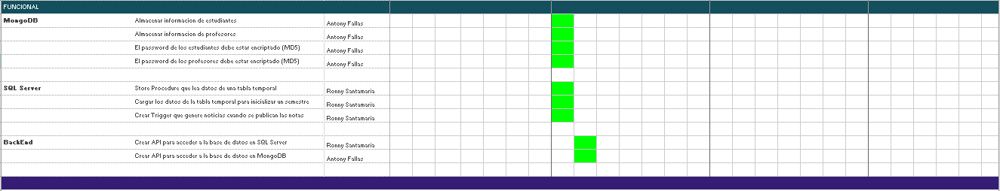 FUNCIONAL
MongoDB Almacenar informacion de estudiantes Antony Fallas
Almacenar informacion de profesores Antony Fallas
El password de los estudiantes debe estar encriptado (MD5) Antony Fallas
El password de los profesores debe estar encriptado (MD5) Antony Fallas
SQL Server Store Procedure que lea datos de una tabla temporal Ronny Santamaria
Cargar los datos de la tabla temporal para inicializar un semestre Ronny Santamaria
Crear Trigger que genere noticias cuando se publican las notas Ronny Santamaria
BackEnd Crear API para acceder a la base de datos en SQL Server Ronny Santamaria
Crear API para acceder a la base de datos en MongoDB Antony Fallas